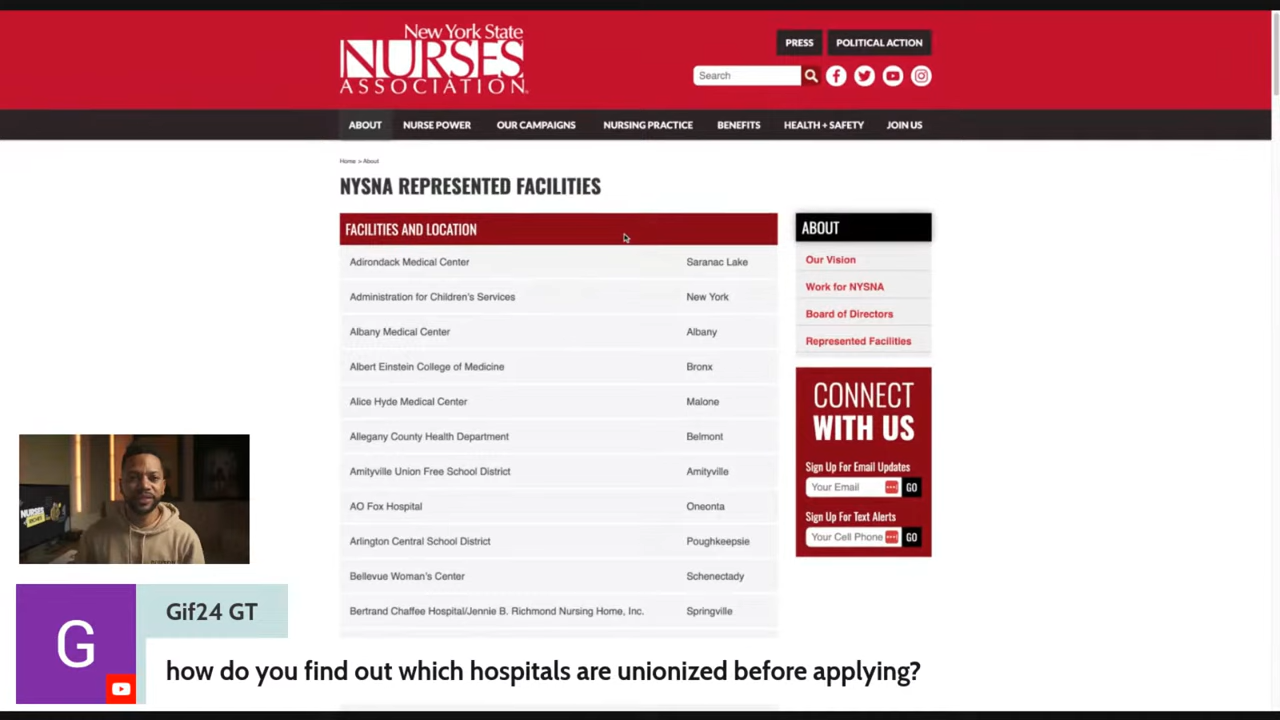 New York State
NURSES
ASSOCIATION
PRESS
POLITICAL ACTION
Search
ABOUT
NURSE POWER
OUR CAMPAIGNS
NURSING PRACTICE
BENEFITS
HEALTH + SAFETY
JOIN US
Home > About
NYSNA REPRESENTED FACILITIES
FACILITIES AND LOCATION
Adirondack Medical Center Saranac Lake
Administration for Children's Services New York
Albany Medical Center Albany
Albert Einstein College of Medicine Bronx
Alice Hyde Medical Center Malone
Allegany County Health Department Belmont
Amityville Union Free School District Amityville
AO Fox Hospital Oneonta
Arlington Central School District Poughkeepsie
Bellevue Woman's Center Schenectady
Bertrand Chaffee Hospital/Jennie B. Richmond Nursing Home, Inc. Springville
ABOUT
Our Vision
Work for NYSNA
Board of Directors
Represented Facilities
CONNECT
WITH US
Sign Up For Email Updates
Your Email GO
Sign Up For Text Alerts
Your Cell Phone GO
NURSES
G
Gif24 GT
how do you find out which hospitals are unionized before applying?